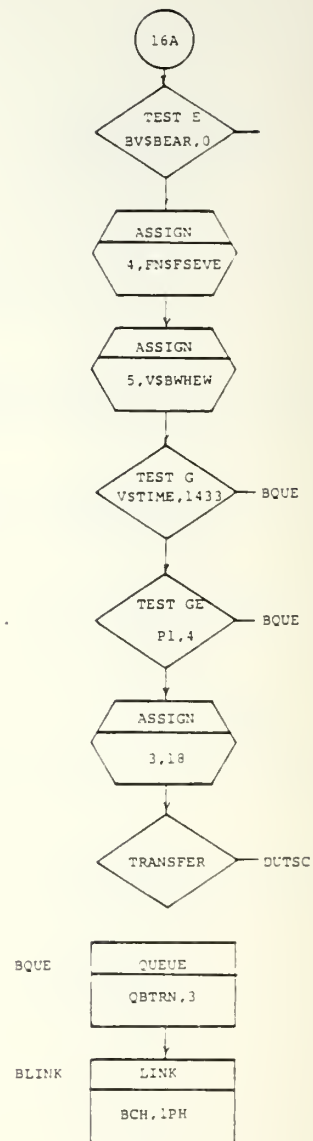 16A
TEST E
BV$BEAR,0
ASSIGN
4,FN$FSEVE
ASSIGN
5,V$BWHEW
TEST G
V$TIME,1433
BQUE
TEST GE
P1,4
BQUE
ASSIGN
3,18
TRANSFER
OUTSC
BQUE
QUEUE
QBTRN,3
BLINK
LINK
BCH,1PH